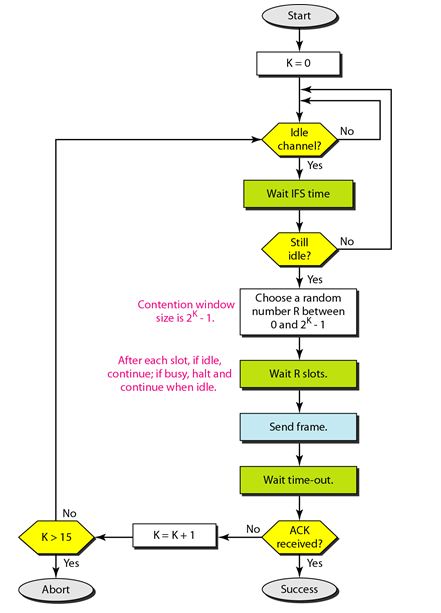 Start
K = 0
Idle
channel?
No
Yes
Wait IFS time
Still
idle?
No
Yes
Contention window
size is 2^K - 1.
Choose a random
number R between
0 and 2^K - 1
After each slot, if idle,
continue; if busy, halt and
continue when idle.
Wait R slots.
Send frame.
Wait time-out.
ACK
received?
No
Yes
K = K + 1
K > 15
No
Yes
Abort
Success